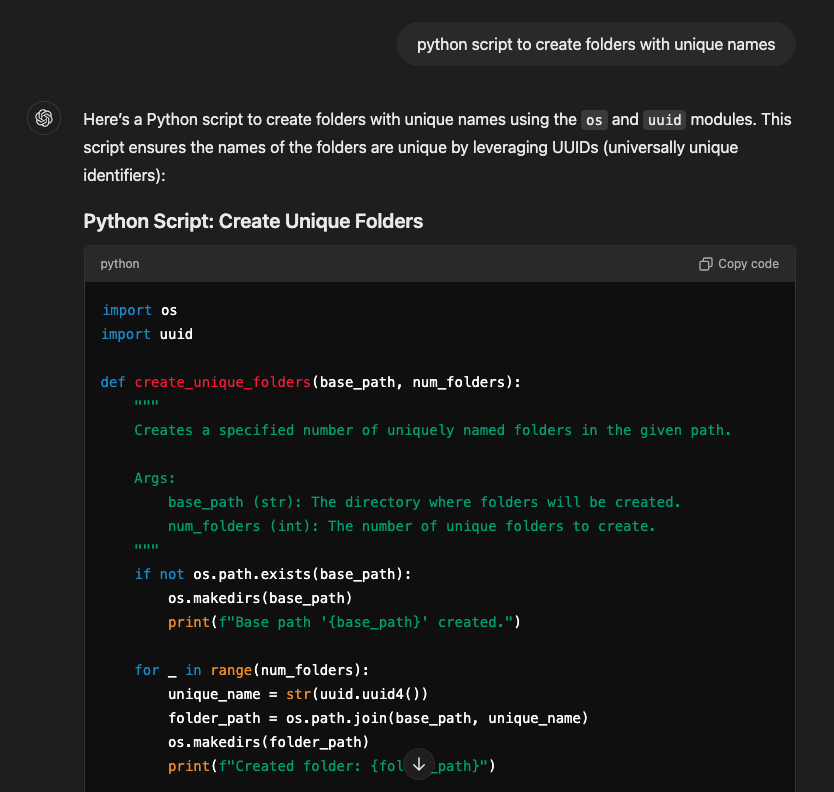 python script to create folders with unique names
Here's a Python script to create folders with unique names using the os and uuid modules. This
script ensures the names of the folders are unique by leveraging UUIDs (universally unique
identifiers):
Python Script: Create Unique Folders
python
Copy code
import os
import uuid
def create_unique_folders(base_path, num_folders):
    """
    Creates a specified number of uniquely named folders in the given path.
    Args:
        base_path (str): The directory where folders will be created.
        num_folders (int): The number of unique folders to create.
    """
    if not os.path.exists(base_path):
        os.makedirs(base_path)
        print(f"Base path '{base_path}' created.")
    for _ in range(num_folders):
        unique_name = str(uuid.uuid4())
        folder_path = os.path.join(base_path, unique_name)
        os.makedirs(folder_path)
        print(f"Created folder: {fol _path}")